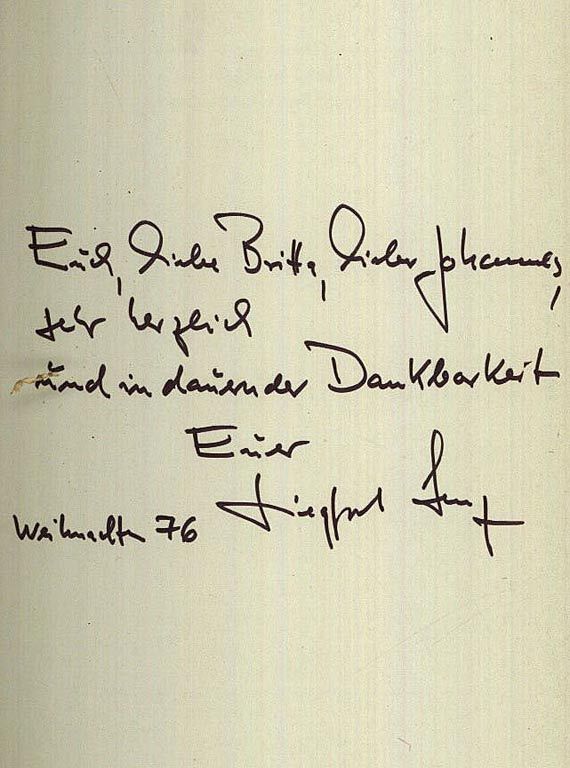 Euch, liebe Britta, lieber Johannes,
sehr herzlich
und in dauernder Dankbarkeit
Euer
Siegfried Lenz
Weihnachten 76